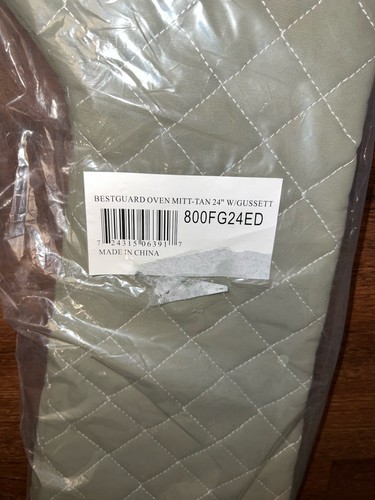 BESTGUARD OVEN MITT-TAN 24" W/GUSSETT
800FG24ED
7 24315 06391 7
MADE IN CHINA